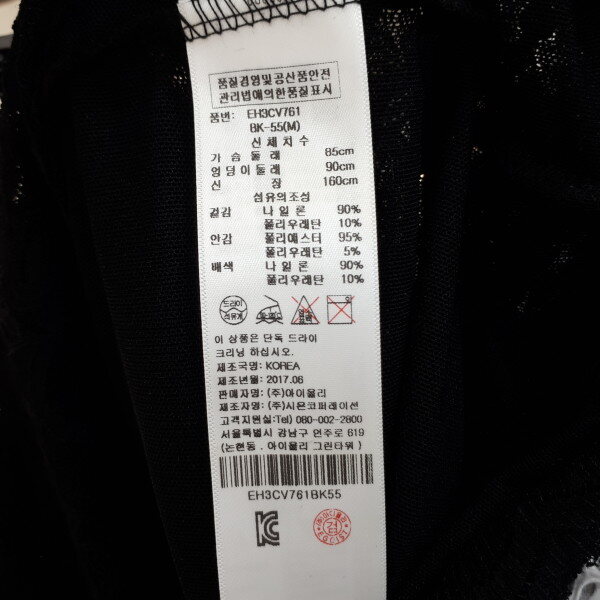 품질경영및공산품안전
관리법에의한품질표시
품번: EH3CV761
BK-55(M)
신체치수
가슴둘레 85cm
엉덩이둘레 90cm
신 장 160cm
섬유의조성
겉감 나일론 90%
폴리우레탄 10%
안감 폴리에스터 95%
폴리우레탄 5%
배색 나일론 90%
폴리우레탄 10%
드라이
석유계
이 상품은 단독 드라이
크리닝 하십시오.
제조국명: KOREA
제조년월: 2017.06
판매자명: (주)아이올리
제조자명: (주)시몬코퍼레이션
고객지원실:Tel) 080-002-2800
서울특별시 강남구 언주로 619
(논현동. 아이올리 그린타워)
EH3CV761BK55
EGOIST